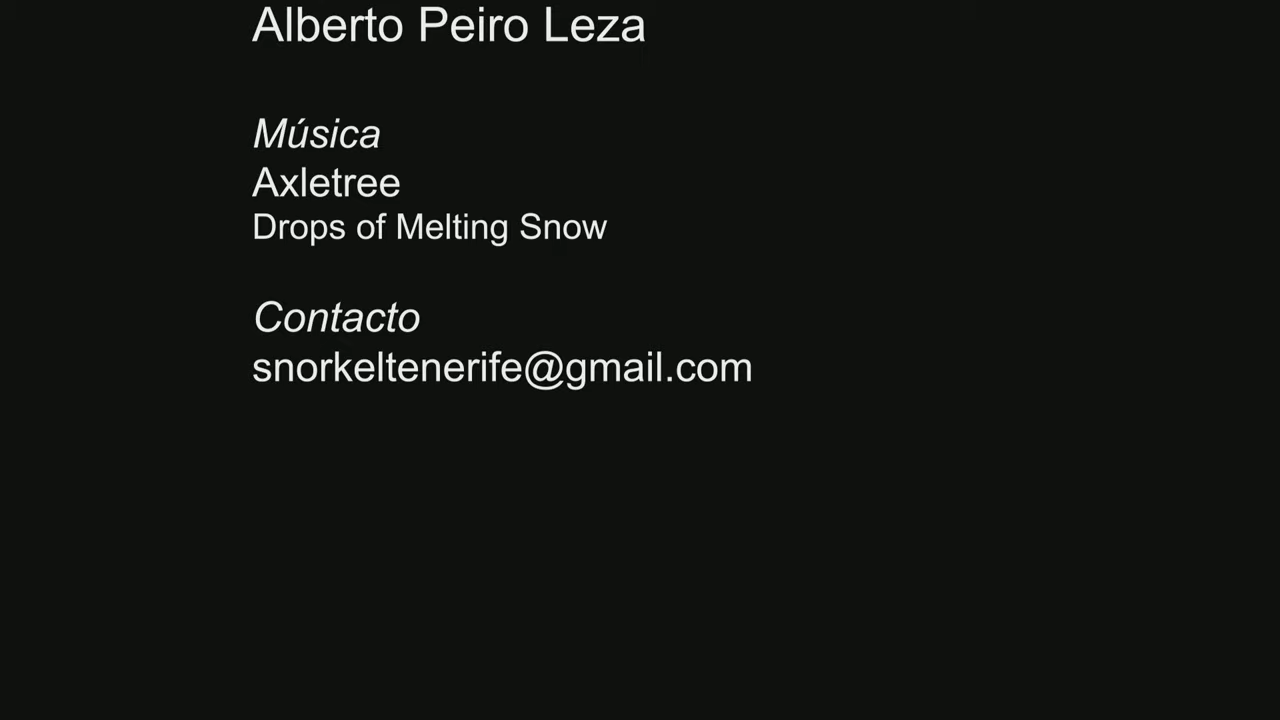 Alberto Peiro Leza
Música
Axletree
Drops of Melting Snow
Contacto
snorkeltenerife@gmail.com